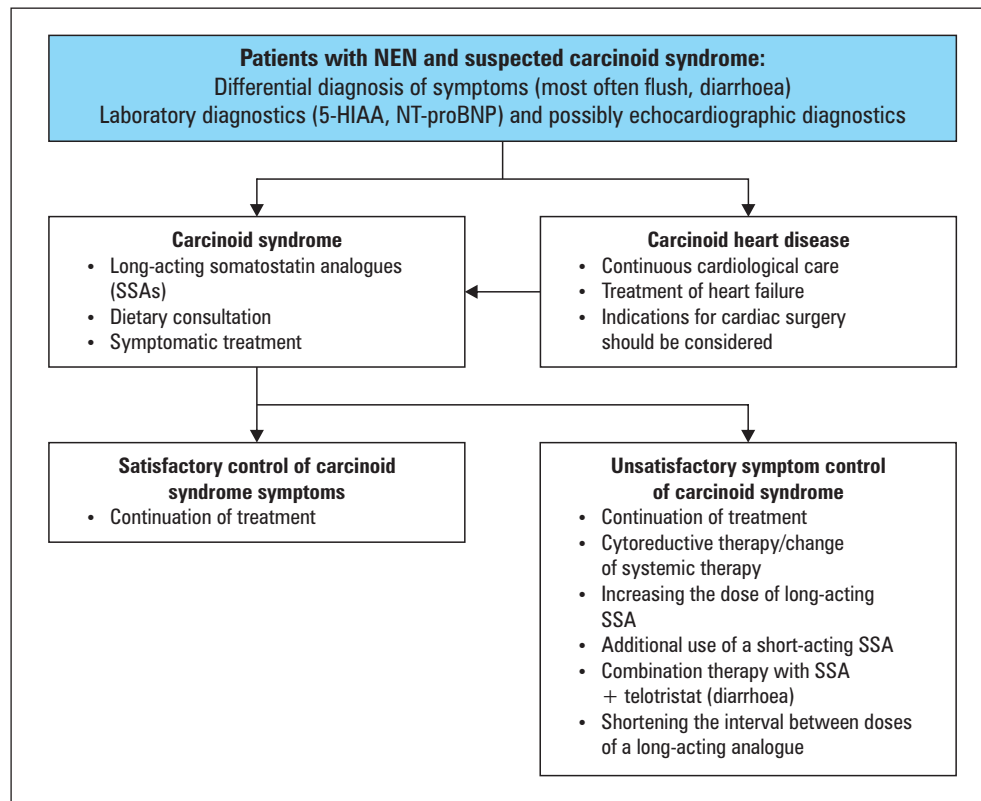 Patients with NEN and suspected carcinoid syndrome:
Differential diagnosis of symptoms (most often flush, diarrhoea)
Laboratory diagnostics (5-HIAA, NT-proBNP) and possibly echocardiographic diagnostics
Carcinoid syndrome
• Long-acting somatostatin analogues
(SSAs)
• Dietary consultation
• Symptomatic treatment
Carcinoid heart disease
• Continuous cardiological care
• Treatment of heart failure
• Indications for cardiac surgery
should be considered
Satisfactory control of carcinoid
syndrome symptoms
• Continuation of treatment
Unsatisfactory symptom control
of carcinoid syndrome
• Continuation of treatment
• Cytoreductive therapy/change
of systemic therapy
• Increasing the dose of long-acting
SSA
• Additional use of a short-acting SSA
• Combination therapy with SSA
+ telotristat (diarrhoea)
• Shortening the interval between doses
of a long-acting analogue